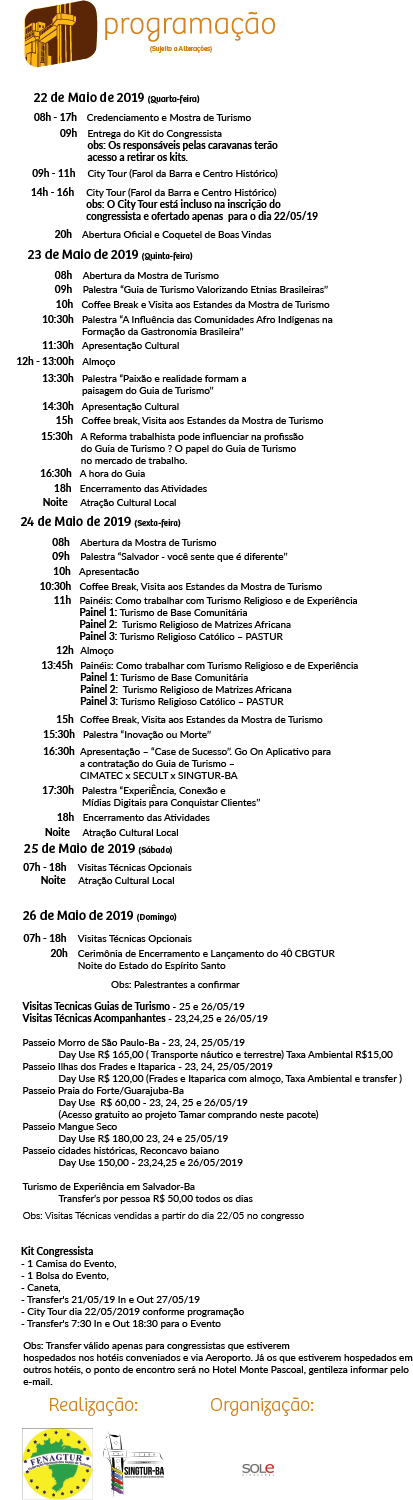 programação
(Sujeito a Alterações)
22 de Maio de 2019 (Quarta-feira)
08h - 17h Credenciamento e Mostra de Turismo
09h Entrega do Kit do Congressista
obs: Os responsáveis pelas caravanas terão
acesso a retirar os kits.
09h - 11h City Tour (Farol da Barra e Centro Histórico)
14h - 16h City Tour (Farol da Barra e Centro Histórico)
obs: O City Tour está incluso na inscrição do
congressista e ofertado apenas para o dia 22/05/19
20h Abertura Oficial e Coquetel de Boas Vindas
23 de Maio de 2019 (Quinta-feira)
08h Abertura da Mostra de Turismo
09h Palestra “Guia de Turismo Valorizando Etnias Brasileiras”
10h Coffee Break e Visita aos Estandes da Mostra de Turismo
10:30h Palestra “A Influência das Comunidades Afro Indígenas na
Formação da Gastronomia Brasileira”
11:30h Apresentação Cultural
12h - 13:00h Almoço
13:30h Palestra “Paixão e realidade formam a
paisagem do Guia de Turismo”
14:30h Apresentação Cultural
15h Coffee break, Visita aos Estandes da Mostra de Turismo
15:30h A Reforma trabalhista pode influenciar na profissão
do Guia de Turismo ? O papel do Guia de Turismo
no mercado de trabalho.
16:30h A hora do Guia
18h Encerramento das Atividades
Noite Atração Cultural Local
24 de Maio de 2019 (Sexta-feira)
08h Abertura da Mostra de Turismo
09h Palestra “Salvador - você sente que é diferente”
10h Apresentacão
10:30h Coffee Break, Visita aos Estandes da Mostra de Turismo
11h Painéis: Como trabalhar com Turismo Religioso e de Experiência
Painel 1: Turismo de Base Comunitária
Painel 2: Turismo Religioso de Matrizes Africana
Painel 3: Turismo Religioso Católico – PASTUR
12h Almoço
13:45h Painéis: Como trabalhar com Turismo Religioso e de Experiência
Painel 1: Turismo de Base Comunitária
Painel 2: Turismo Religioso de Matrizes Africana
Painel 3: Turismo Religioso Católico – PASTUR
15h Coffee Break, Visita aos Estandes da Mostra de Turismo
15:30h Palestra “Inovação ou Morte”
16:30h Apresentação – “Case de Sucesso”. Go On Aplicativo para
a contratação do Guia de Turismo –
CIMATEC x SECULT x SINGTUR-BA
17:30h Palestra “ExperiÊncia, Conexão e
Mídias Digitais para Conquistar Clientes”
18h Encerramento das Atividades
Noite Atração Cultural Local
25 de Maio de 2019 (Sábado)
07h - 18h Visitas Técnicas Opcionais
Noite Atração Cultural Local
26 de Maio de 2019 (Domingo)
07h - 18h Visitas Técnicas Opcionais
20h Cerimônia de Encerramento e Lançamento do 40 CBGTUR
Noite do Estado do Espírito Santo
Obs: Palestrantes a confirmar
Visitas Tecnicas Guias de Turismo - 25 e 26/05/19
Visitas Técnicas Acompanhantes - 23,24,25 e 26/05/19
Passeio Morro de São Paulo-Ba - 23, 24, 25/05/19
Day Use R$ 165,00 ( Transporte náutico e terrestre) Taxa Ambiental R$15,00
Passeio Ilhas dos Frades e Itaparica - 23, 24, 25/05/2019
Day Use R$ 120,00 (Frades e Itaparica com almoço, Taxa Ambiental e transfer )
Passeio Praia do Forte/Guarajuba-Ba
Day Use R$ 60,00 - 23, 24, 25 e 26/05/19
(Acesso gratuito ao projeto Tamar comprando neste pacote)
Passeio Mangue Seco
Day Use R$ 180,00 23, 24 e 25/05/19
Passeio cidades históricas, Reconcavo baiano
Day Use 150,00 - 23,24,25 e 26/05/2019
Turismo de Experiência em Salvador-Ba
Transfer's por pessoa R$ 50,00 todos os dias
Obs: Visitas Técnicas vendidas a partir do dia 22/05 no congresso
Kit Congressista
- 1 Camisa do Evento,
- 1 Bolsa do Evento,
- Caneta,
- Transfer's 21/05/19 In e Out 27/05/19
- City Tour dia 22/05/2019 conforme programação
- Transfer's 7:30 In e Out 18:30 para o Evento
Obs: Transfer válido apenas para congressistas que estiverem
hospedados nos hotéis conveniados e via Aeroporto. Já os que estiverem hospedados em
outros hotéis, o ponto de encontro será no Hotel Monte Pascoal, gentileza informar pelo
e-mail.
Realização: Organização:
FENAGTUR
SINGTUR-BA
SOLe